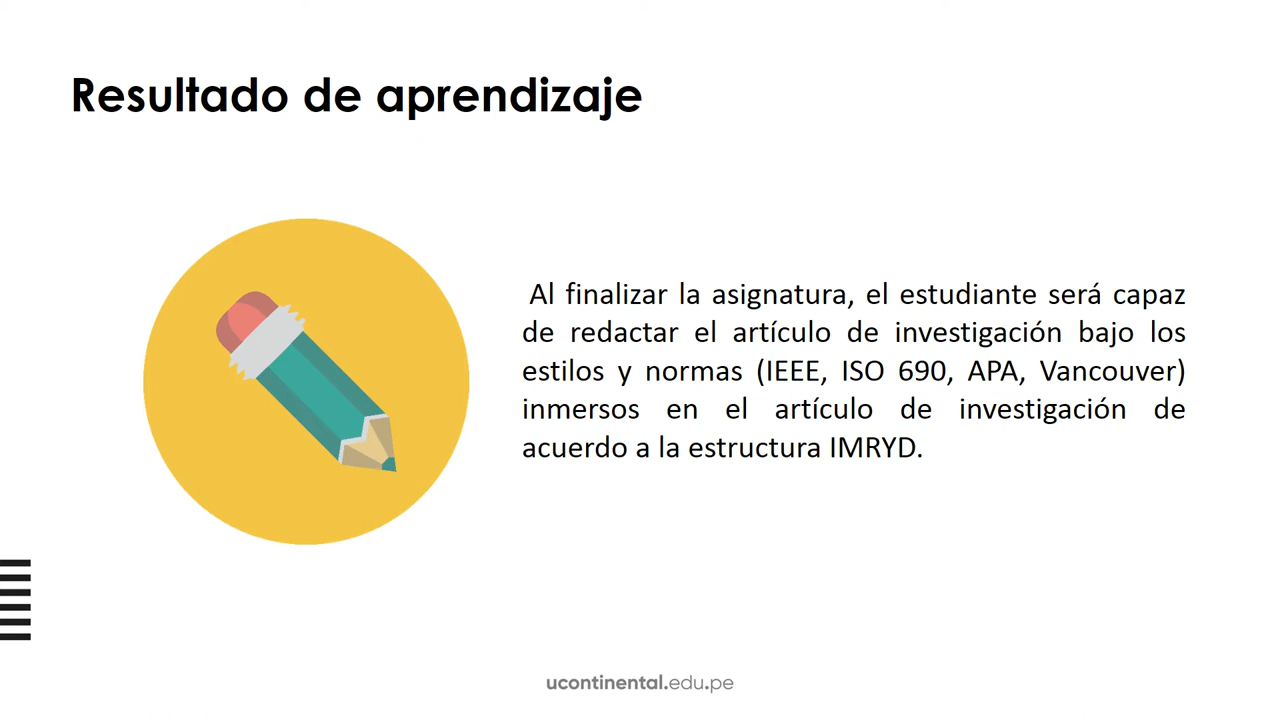 Resultado de aprendizaje
Al finalizar la asignatura, el estudiante será capaz
de redactar el artículo de investigación bajo los
estilos y normas (IEEE, ISO 690, APA, Vancouver)
inmersos en el artículo de investigación de
acuerdo a la estructura IMRYD.
ucontinental.edu.pe